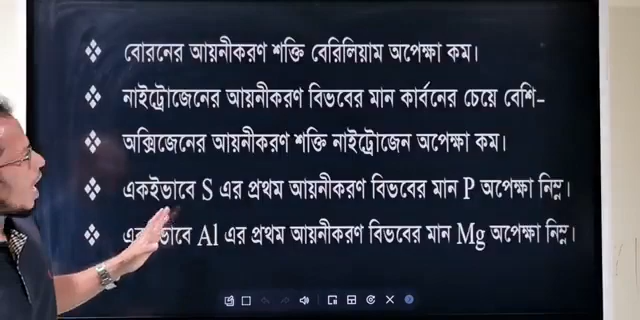 ❖ বোরনের আয়নীকরণ শক্তি বেরিলিয়াম অপেক্ষা কম।
❖ নাইট্রোজেনের আয়নীকরণ বিভবের মান কার্বনের চেয়ে বেশি-
❖ অক্সিজেনের আয়নীকরণ শক্তি নাইট্রোজেন অপেক্ষা কম।
❖ একইভাবে S এর প্রথম আয়নীকরণ বিভবের মান P অপেক্ষা নিম্ন।
❖ Al এর প্রথম আয়নীকরণ বিভবের মান Mg অপেক্ষা নিম্ন।